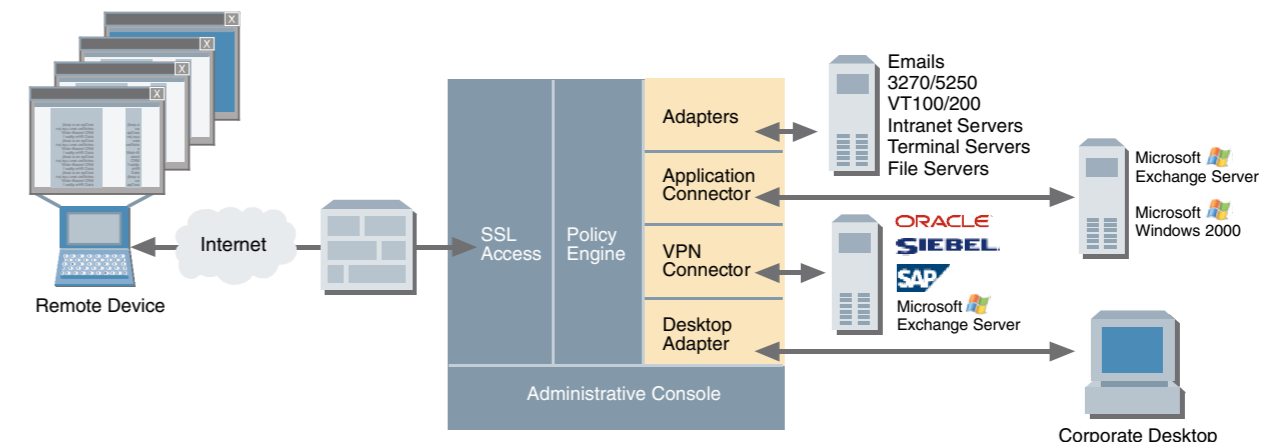 X
X
X
X
Remote Device
Internet
SSL
Access
Policy
Engine
Adapters
Application
Connector
VPN
Connector
Desktop
Adapter
Administrative Console
Emails
3270/5250
VT100/200
Intranet Servers
Terminal Servers
File Servers
Microsoft
Exchange Server
Microsoft
Windows 2000
ORACLE
SIEBEL
SAP
Microsoft
Exchange Server
Corporate Desktop